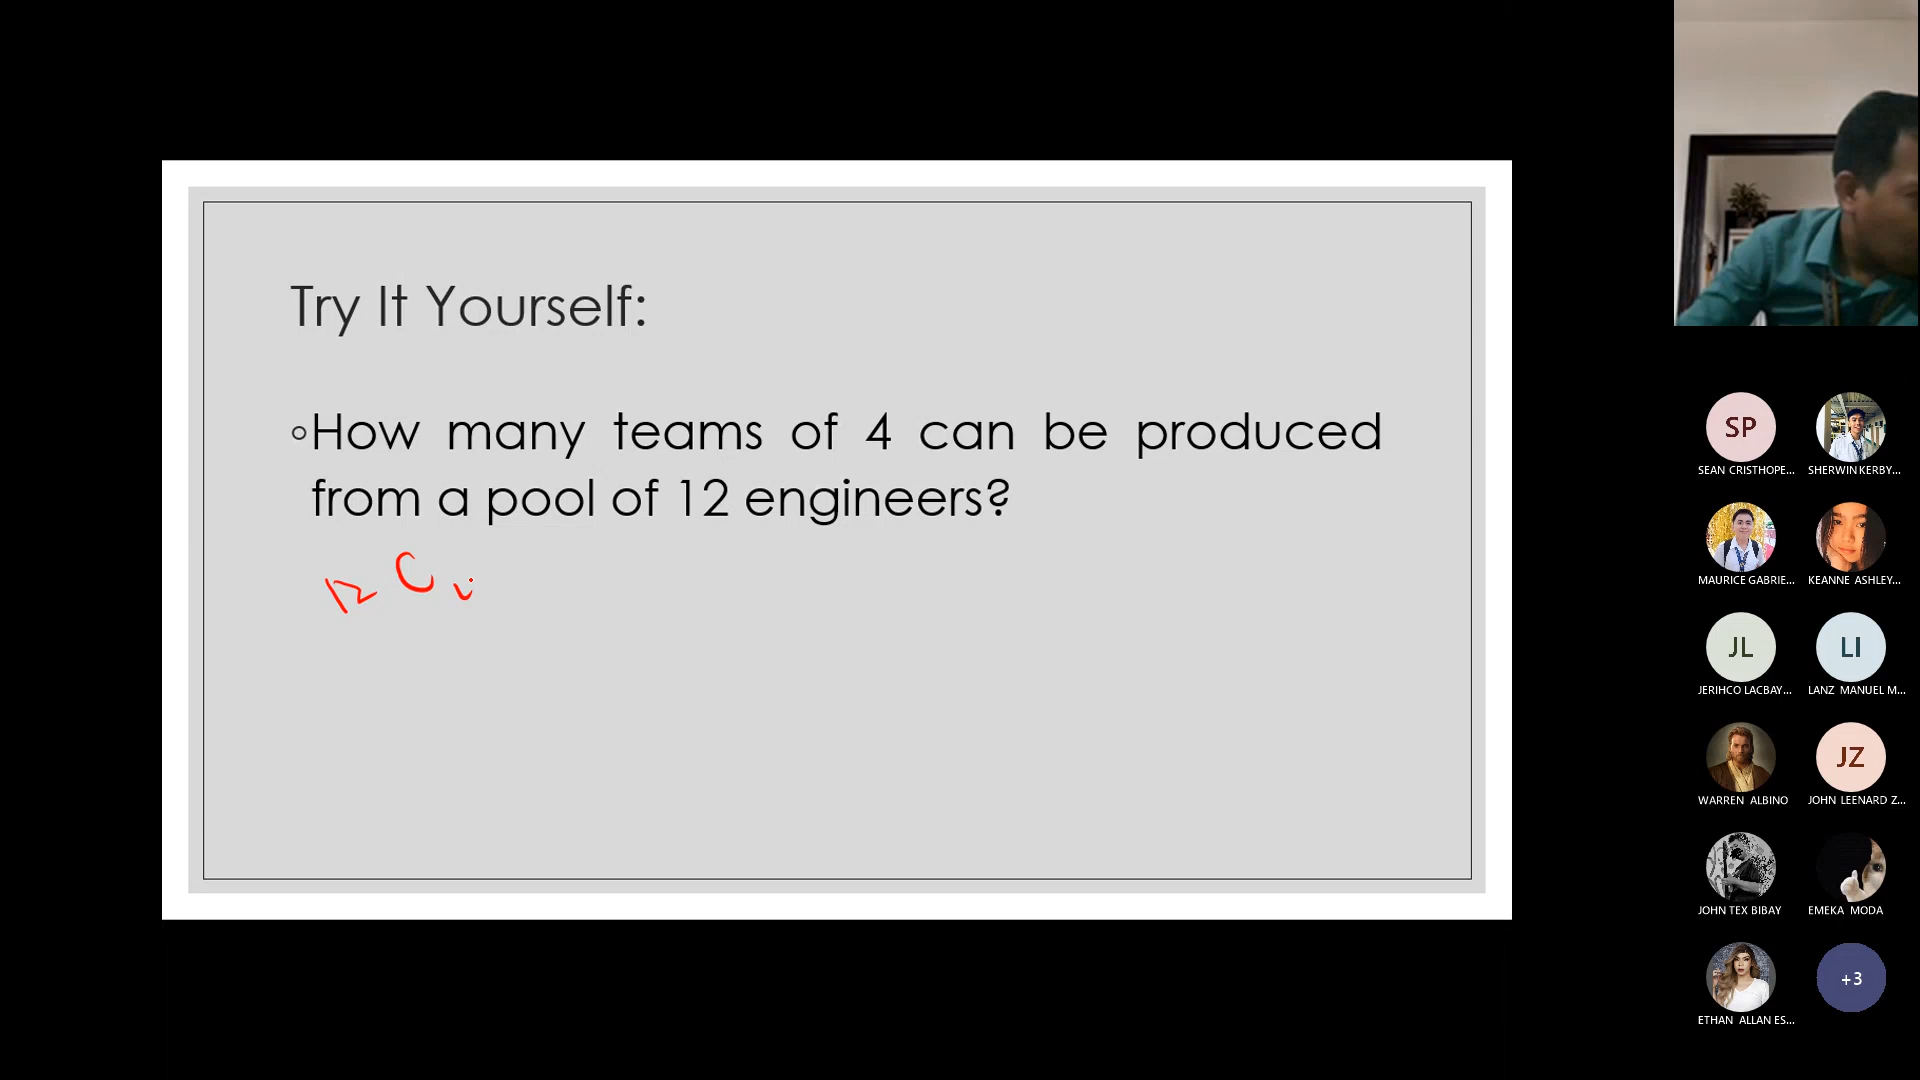 Try It Yourself:
◦How many teams of 4 can be produced
from a pool of 12 engineers?
12 C
SP
SEAN CRISTHOPE...
SHERWIN KERBY...
MAURICE GABRIE...
KEANNE ASHLEY...
JL
JERIHCO LACBAY...
LI
LANZ MANUEL M...
WARREN ALBINO
JZ
JOHN LEENARD Z...
JOHN TEX BIBAY
EMEKA MODA
ETHAN ALLAN ES...
+3